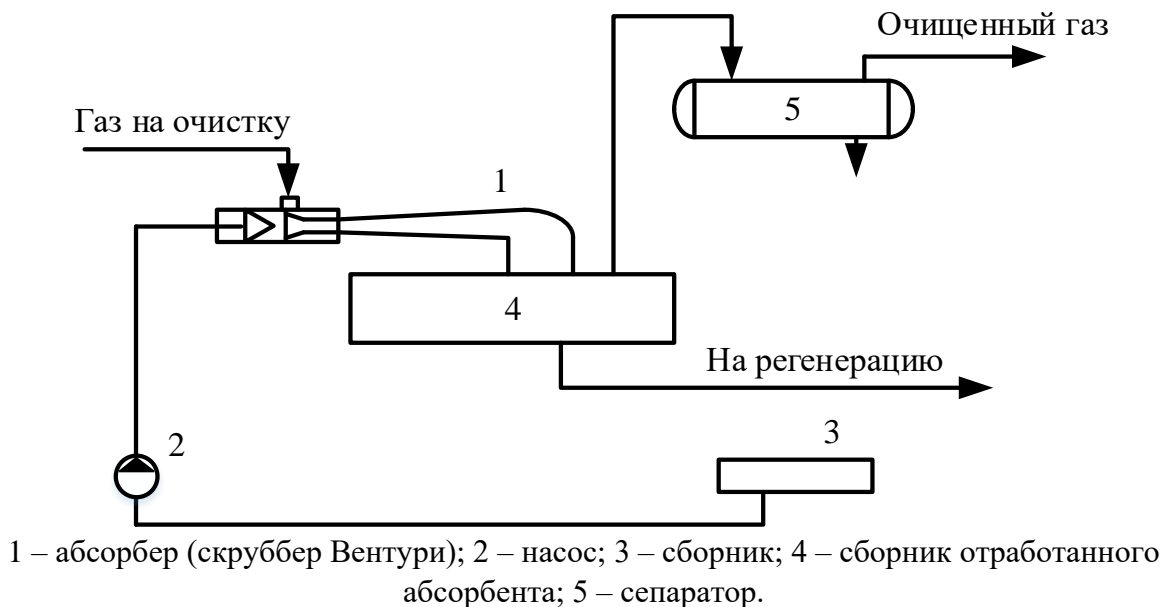 Очищенный газ
5
Газ на очистку
1
4
На регенерацию
3
2
1 – абсорбер (скруббер Вентури); 2 – насос; 3 – сборник; 4 – сборник отработанного
абсорбента; 5 – сепаратор.